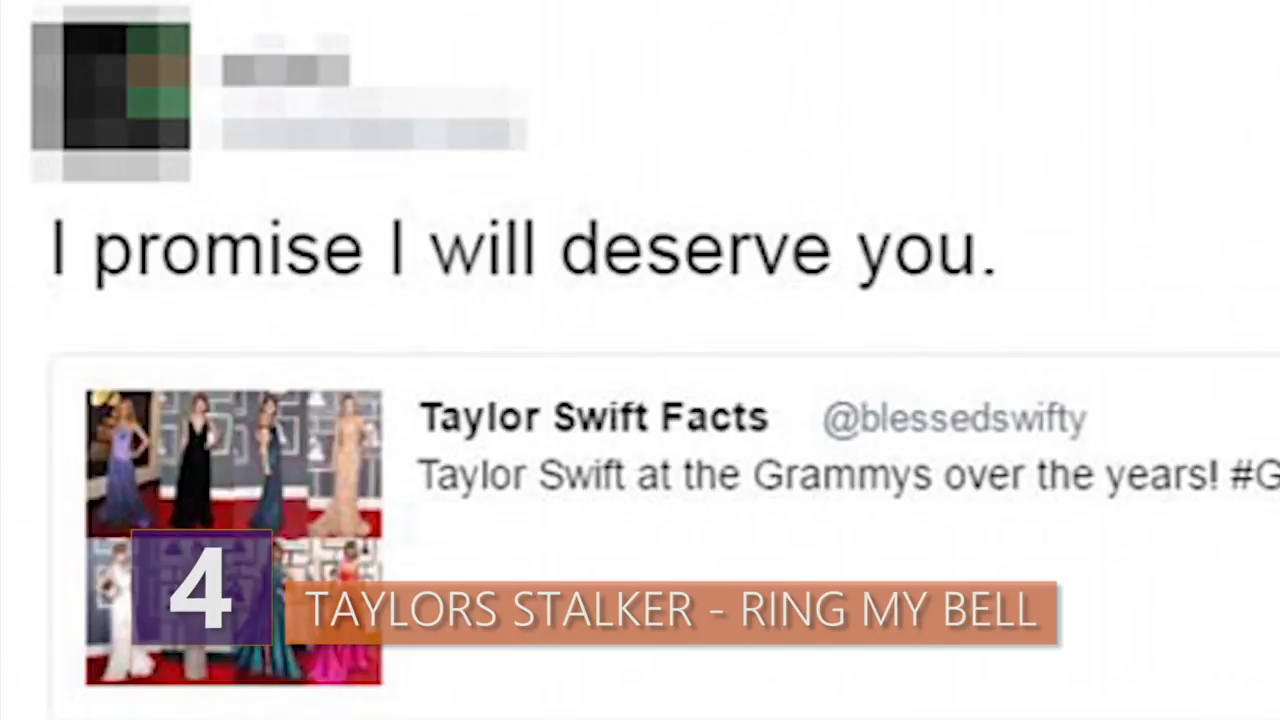 I promise I will deserve you.
Taylor Swift Facts @blessedswifty
Taylor Swift at the Grammys over the years! #G
4
TAYLORS STALKER - RING MY BELL